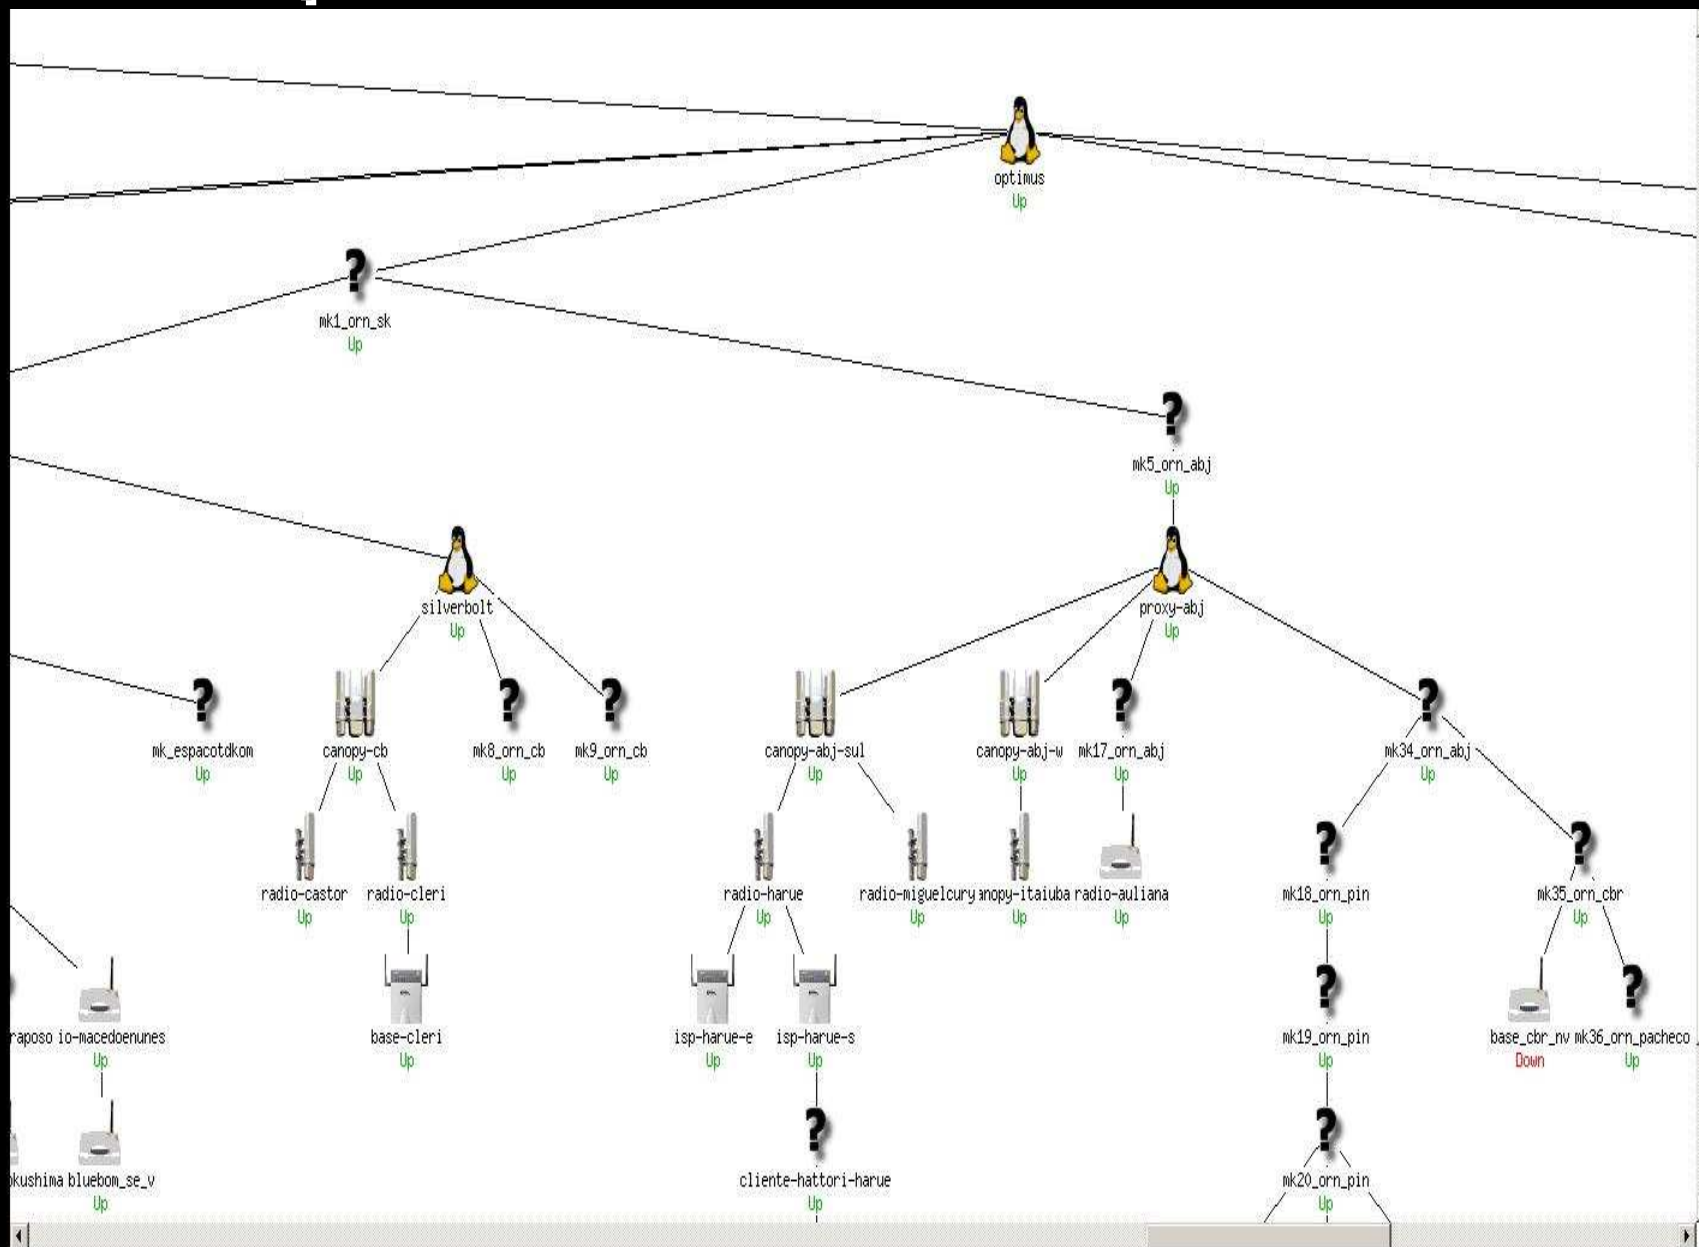 optimus
Up
mk1_orn_sk
Up
mk5_orn_abj
Up
silverbolt
Up
proxy-abj
Up
mk_espacotdkom canopy-cb mk8_orn_cb mk9_orn_cb canopy-abj-sul canopy-abj-w mk17_orn_abj mk34_orn_abj
Up Up Up Up Up Up Up Up
radio-castor radio-cleri radio-harue radio-miguelcury anopy-itaiuba radio-auliana mk18_orn_pin mk35_orn_cbr
Up Up Up Up Up Up Up Up
raposo io-macedoenunes base-cleri isp-harue-e isp-harue-s mk19_orn_pin base_cbr_nv mk36_orn_pacheco
Up Up Up Up Up Down Up
okushima bluebom_se_v cliente-hattori-harue mk20_orn_pin
Up Up Up